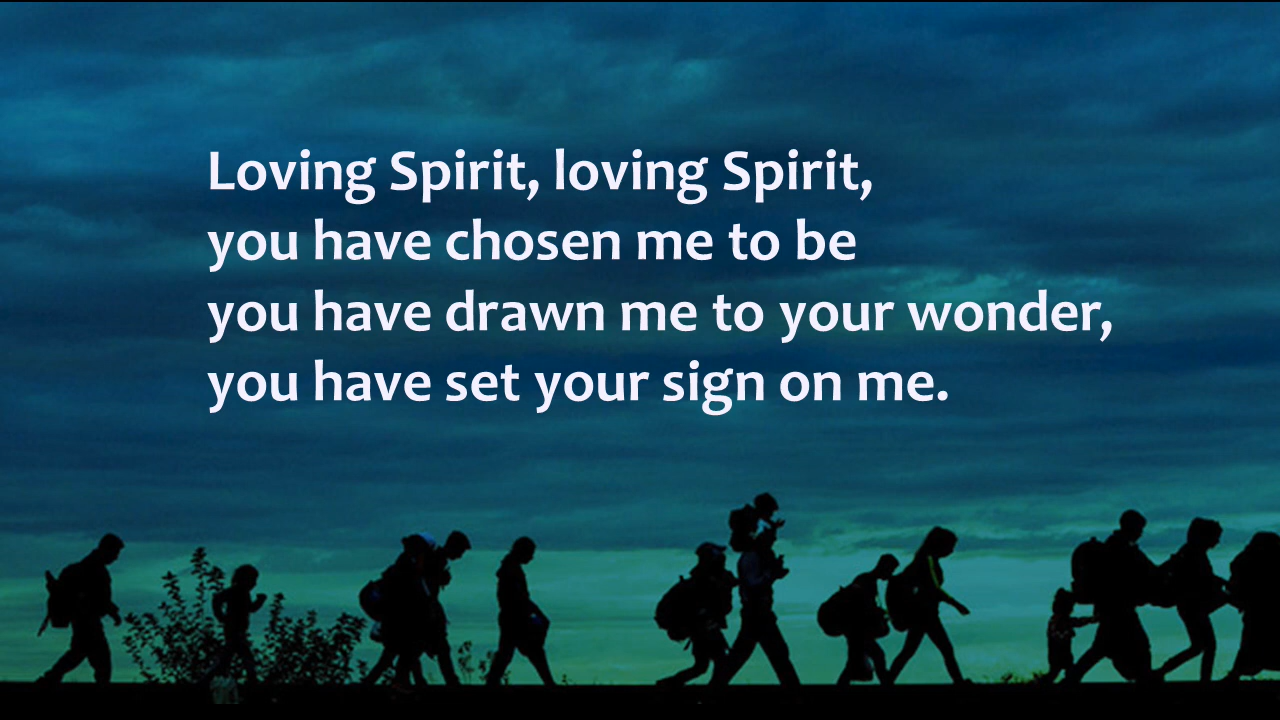 Loving Spirit, loving Spirit,
you have chosen me to be
you have drawn me to your wonder,
you have set your sign on me.